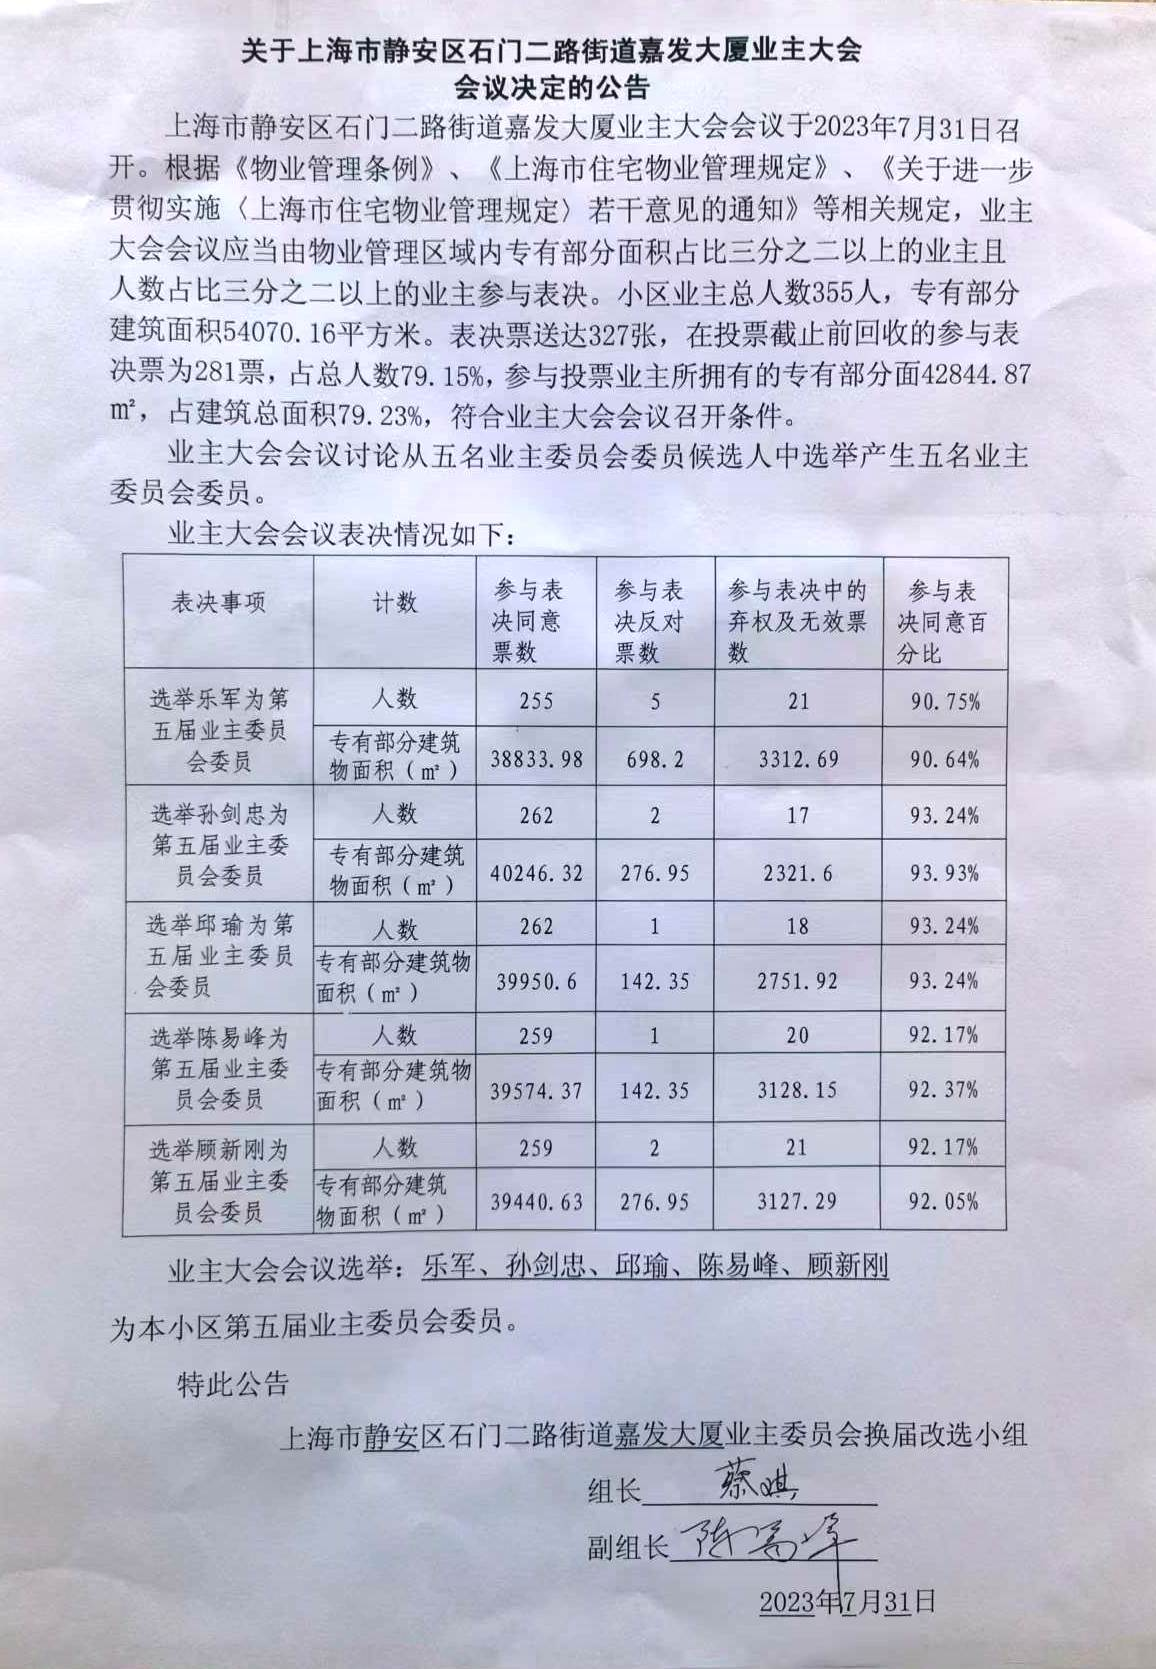 关于上海市静安区石门二路街道嘉发大厦业主大会
会议决定的公告
上海市静安区石门二路街道嘉发大厦业主大会会议于2023年7月31日召
开。根据《物业管理条例》、《上海市住宅物业管理规定》、《关于进一步
贯彻实施〈上海市住宅物业管理规定〉若干意见的通知》等相关规定，业主
大会会议应当由物业管理区域内专有部分面积占比三分之二以上的业主且
人数占比三分之二以上的业主参与表决。小区业主总人数355人，专有部分
建筑面积54070.16平方米。表决票送达327张，在投票截止前回收的参与表
决票为281票，占总人数79.15%，参与投票业主所拥有的专有部分面42844.87
㎡，占建筑总面积79.23%，符合业主大会会议召开条件。
业主大会会议讨论从五名业主委员会委员候选人中选举产生五名业主
委员会委员。
业主大会会议表决情况如下：
表决事项 计数 参与表决同意票数 参与表决反对票数 参与表决中的弃权及无效票数 参与表决同意百分比
选举乐军为第五届业主委员会委员 人数 255 5 21 90.75%
专有部分建筑物面积（㎡） 38833.98 698.2 3312.69 90.64%
选举孙剑忠为第五届业主委员会委员 人数 262 2 17 93.24%
专有部分建筑物面积（㎡） 40246.32 276.95 2321.6 93.93%
选举邱瑜为第五届业主委员会委员 人数 262 1 18 93.24%
专有部分建筑物面积（㎡） 39950.6 142.35 2751.92 93.24%
选举陈易峰为第五届业主委员会委员 人数 259 1 20 92.17%
专有部分建筑物面积（㎡） 39574.37 142.35 3128.15 92.37%
选举顾新刚为第五届业主委员会委员 人数 259 2 21 92.17%
专有部分建筑物面积（㎡） 39440.63 276.95 3127.29 92.05%
业主大会会议选举：乐军、孙剑忠、邱瑜、陈易峰、顾新刚
为本小区第五届业主委员会委员。
特此公告
上海市静安区石门二路街道嘉发大厦业主委员会换届改选小组
组长
副组长
2023年7月31日